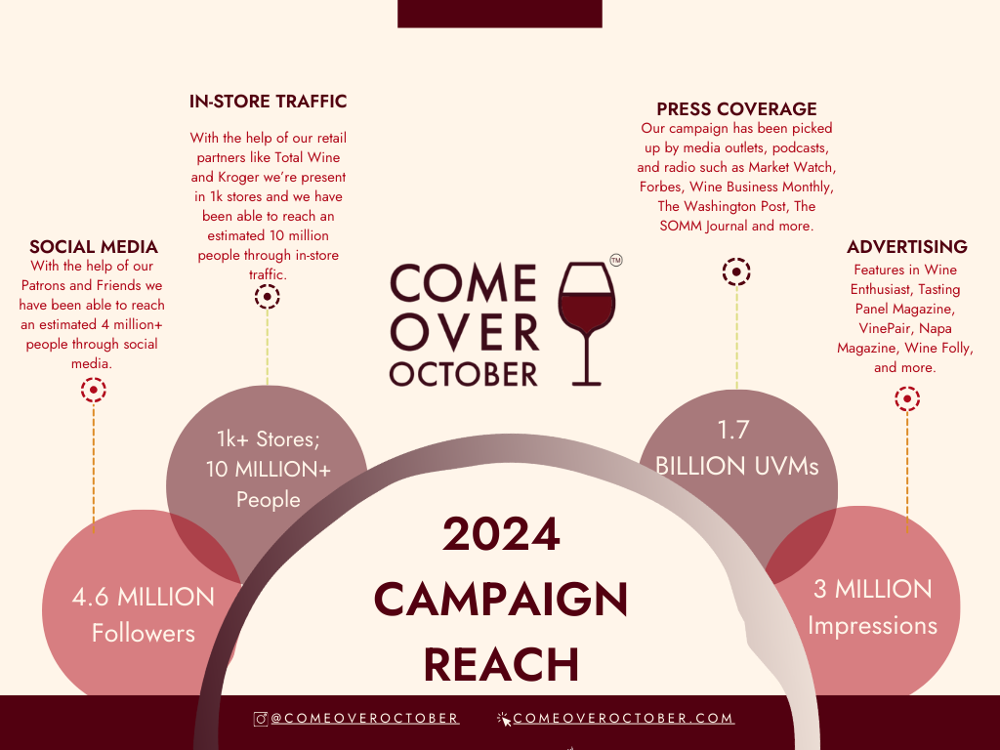 IN-STORE TRAFFIC
With the help of our retail
partners like Total Wine
and Kroger we’re present
in 1k stores and we have
been able to reach an
estimated 10 million
people through in-store
traffic.
PRESS COVERAGE
Our campaign has been picked
up by media outlets, podcasts,
and radio such as Market Watch,
Forbes, Wine Business Monthly,
The Washington Post, The
SOMM Journal and more.
SOCIAL MEDIA
With the help of our
Patrons and Friends we
have been able to reach
an estimated 4 million+
people through social
media.
ADVERTISING
Features in Wine
Enthusiast, Tasting
Panel Magazine,
VinePair, Napa
Magazine, Wine Folly,
and more.
COME
OVER
OCTOBER
TM
1k+ Stores;
10 MILLION+
People
1.7
BILLION UVMs
4.6 MILLION
Followers
3 MILLION
Impressions
2024
CAMPAIGN
REACH
@COMEOVEROCTOBER
COMEOVEROCTOBER.COM